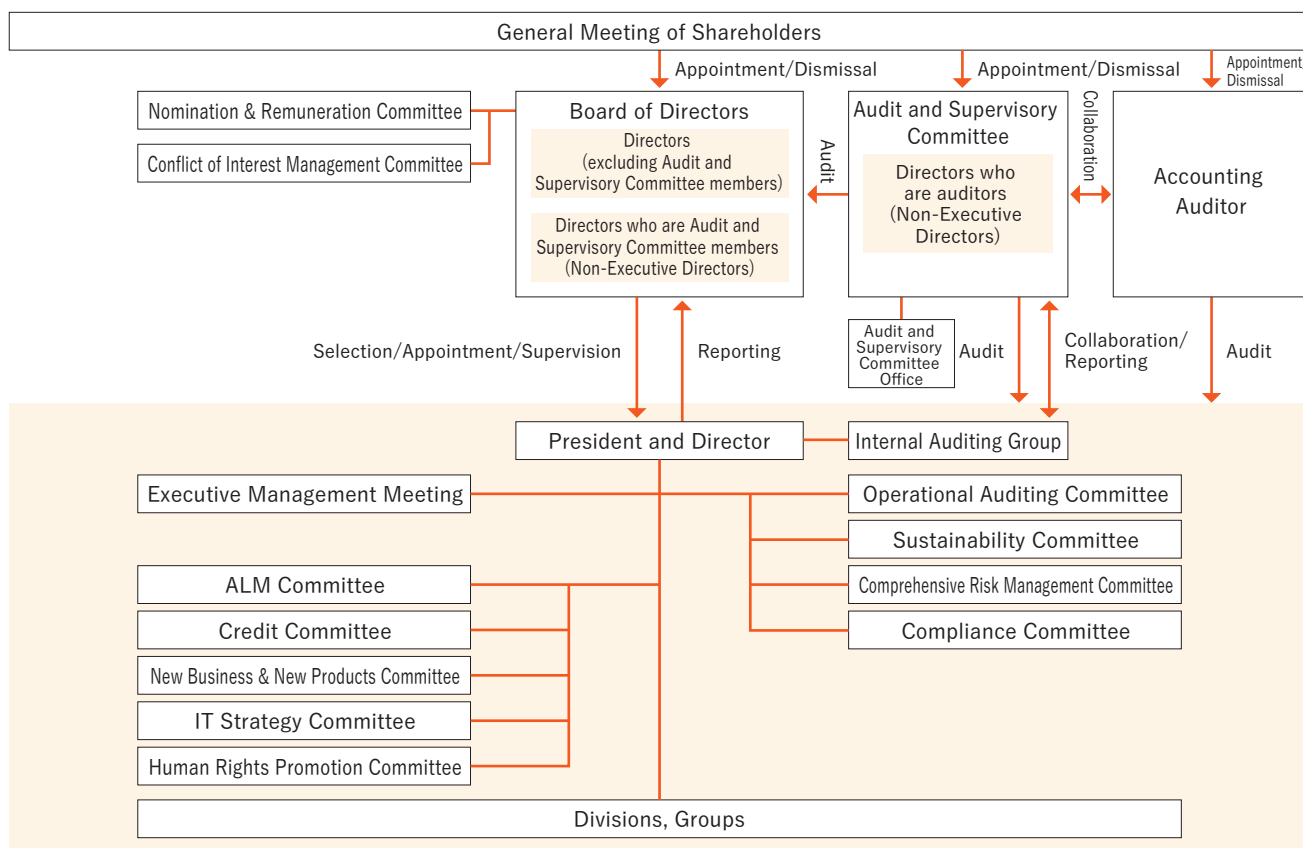 General Meeting of Shareholders
Appointment/Dismissal
Appointment/Dismissal
Appointment/
Dismissal
Nomination & Remuneration Committee
Conflict of Interest Management Committee
Board of Directors
Directors
(excluding Audit and
Supervisory Committee members)
Directors who are Audit and
Supervisory Committee members
(Non-Executive Directors)
Audit
Audit and Supervisory
Committee
Directors who
are auditors
(Non-Executive
Directors)
Collaboration
Accounting
Auditor
Selection/Appointment/Supervision
Reporting
Audit and
Supervisory
Committee
Office
Audit
Collaboration/
Reporting
Audit
President and Director
Internal Auditing Group
Executive Management Meeting
Operational Auditing Committee
Sustainability Committee
Comprehensive Risk Management Committee
Compliance Committee
ALM Committee
Credit Committee
New Business & New Products Committee
IT Strategy Committee
Human Rights Promotion Committee
Divisions, Groups